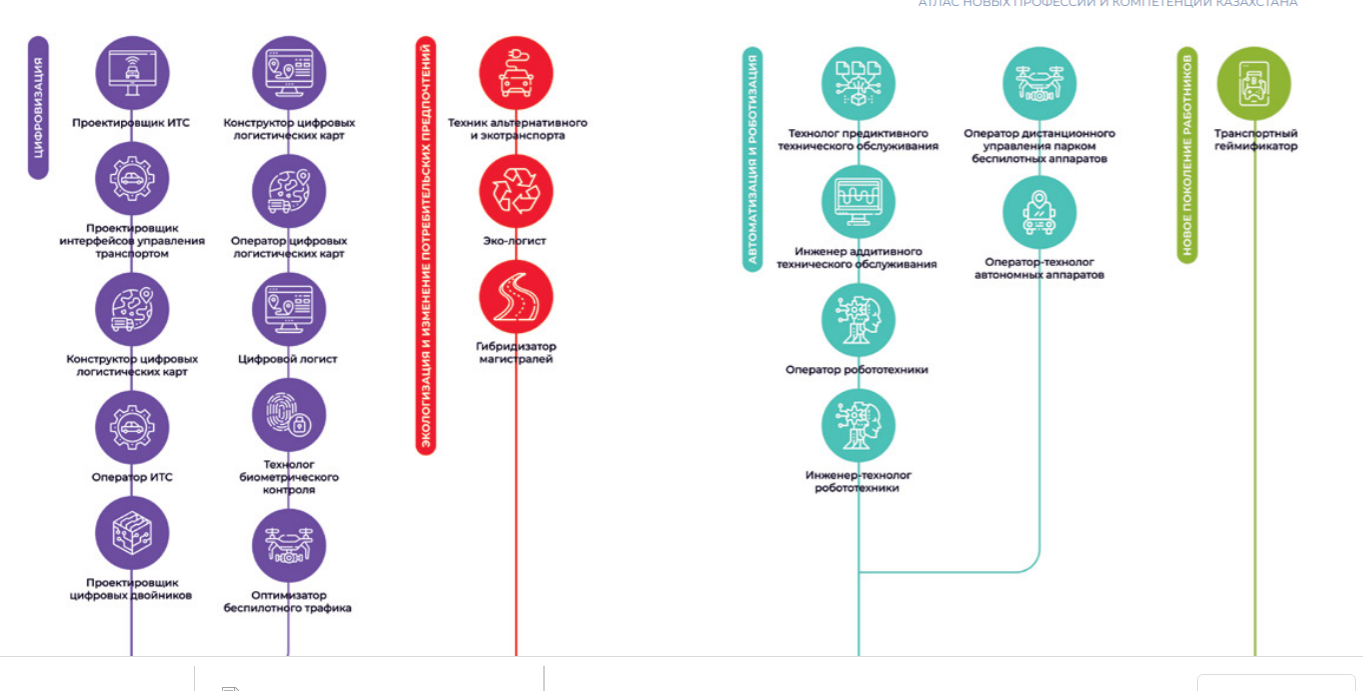 АТЛАС НОВЫХ ПРОФЕССИЙ И КОМПЕТЕНЦИЙ КАЗАХСТАНА
ЦИФРОВИЗАЦИЯ
Проектировщик ИТС
Проектировщик
интерфейсов управления
транспортом
Конструктор цифровых
логистических карт
Оператор ИТС
Проектировщик
цифровых двойников
Конструктор цифровых
логистических карт
Оператор цифровых
логистических карт
Цифровой логист
Технолог
биометрического
контроля
Оптимизатор
беспилотного трафика
ЭКОЛОГИЗАЦИЯ И ИЗМЕНЕНИЕ ПОТРЕБИТЕЛЬСКИХ ПРЕДПОЧТЕНИЙ
Техник альтернативного
и экотранспорта
Эко-логист
Гибридизатор
магистралей
АВТОМАТИЗАЦИЯ И РОБОТИЗАЦИЯ
Технолог предиктивного
технического обслуживания
Инженер аддитивного
технического обслуживания
Оператор робототехники
Инженер-технолог
робототехники
Оператор дистанционного
управления парком
беспилотных аппаратов
Оператор-технолог
автономных аппаратов
НОВОЕ ПОКОЛЕНИЕ РАБОТНИКОВ
Транспортный
геймификатор